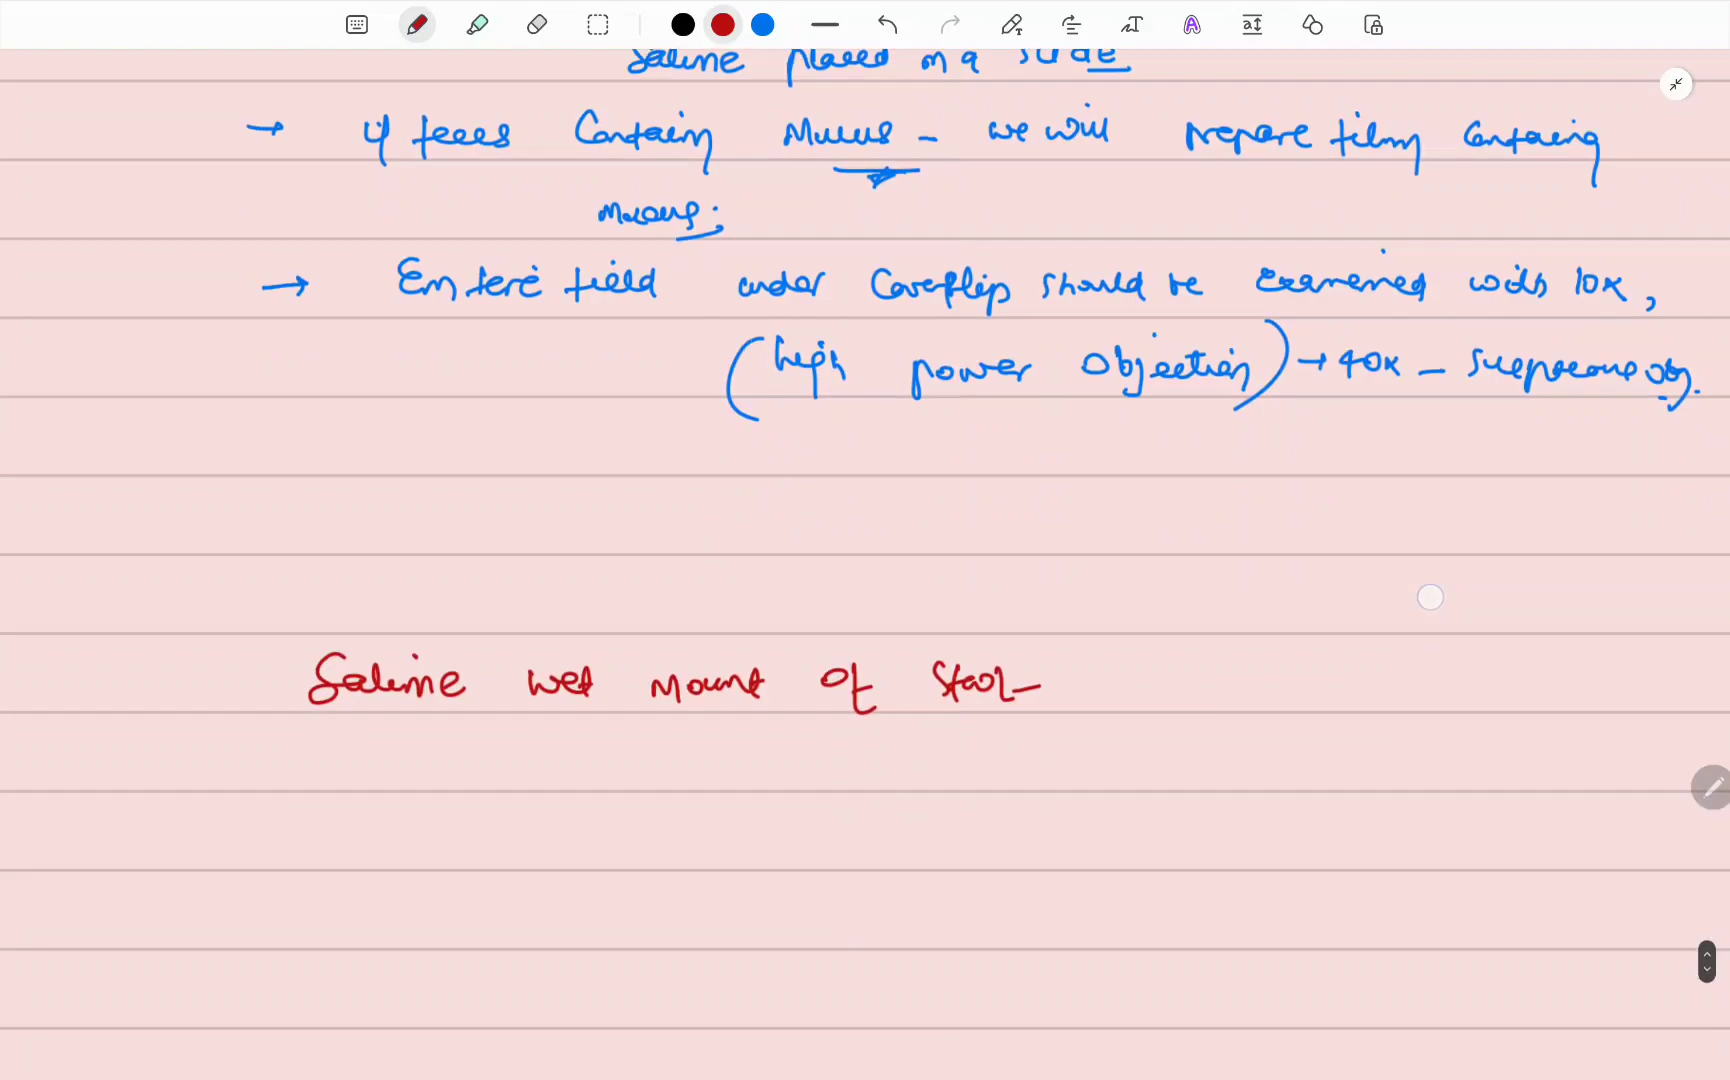 Saline placed on a slide
→ if feces Containing Mucus - we will prepare film containing
mucus.
→ Entire field under Coverslip should be examined with 10x,
(high power objective) → 40x - suspicious obj.
Saline wet mount of stool